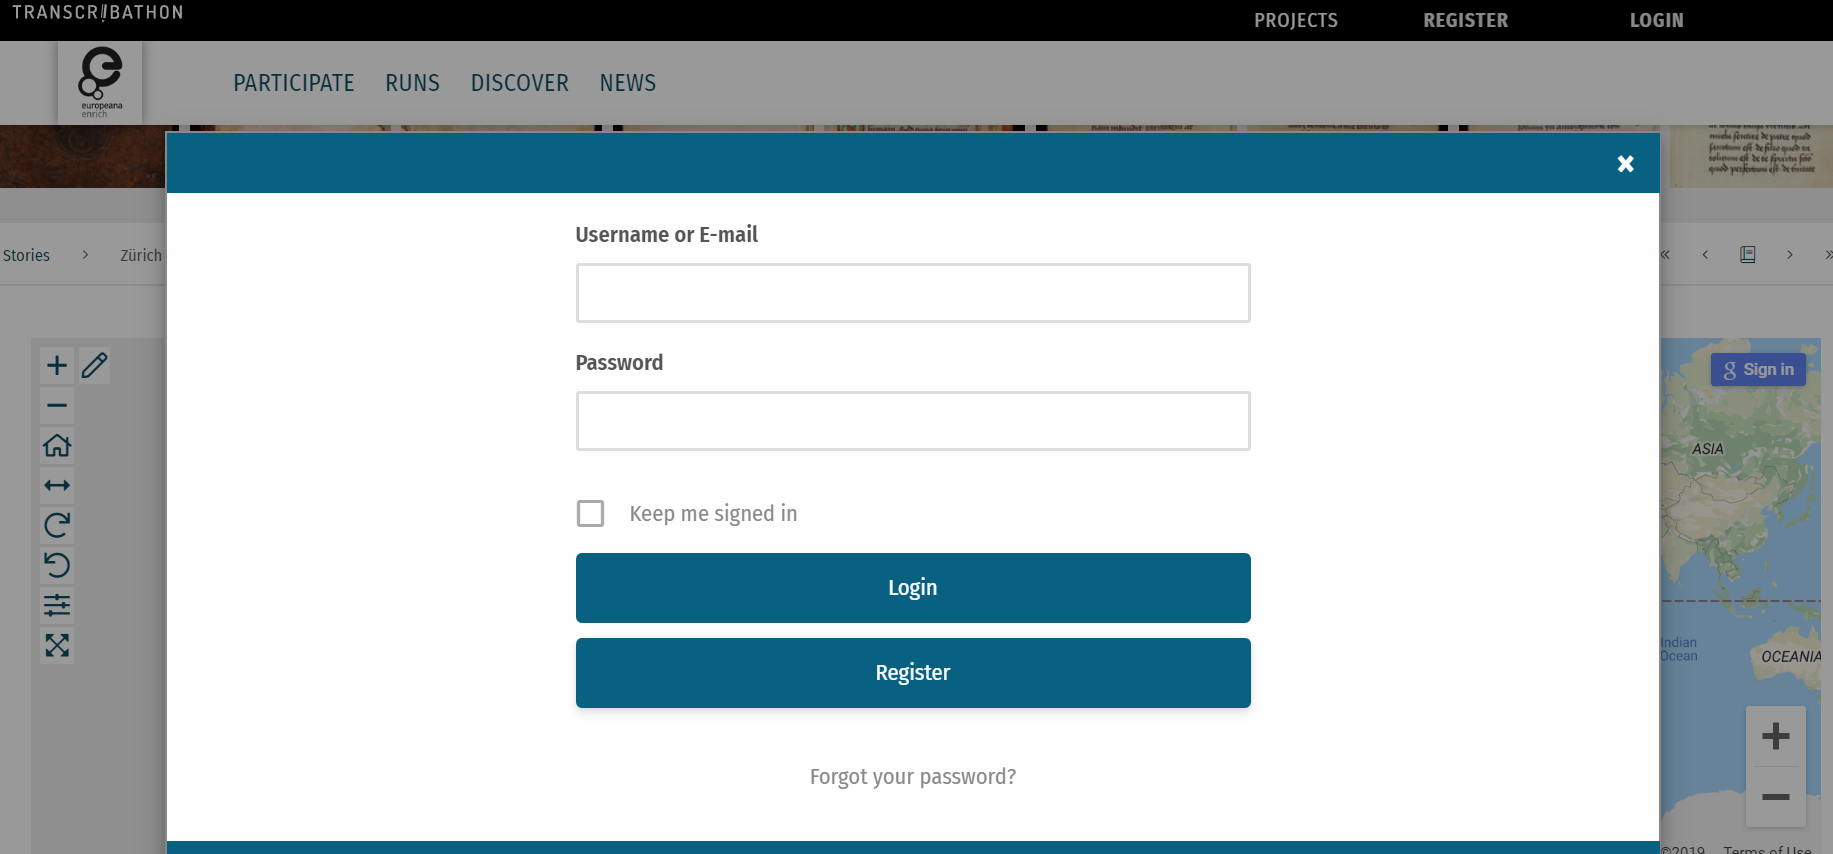 TRANSCRIBATHON
PROJECTS REGISTER LOGIN
europeana
enrich
PARTICIPATE RUNS DISCOVER NEWS
Username or E-mail
Stories > Zürich
Password
Sign in
ASIA
Keep me signed in
Login
Indian
Ocean
OCEANIA
Register
Forgot your password?
©2019 Terms of Use